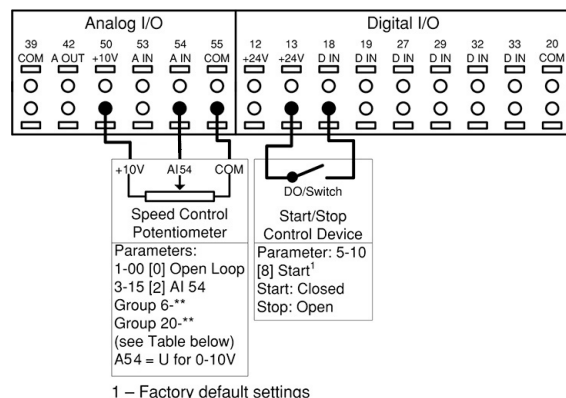 Analog I/O
Digital I/O
39 42 50 53 54 55 12 13 18 19 27 29 32 33 20
COM A OUT +10V A IN A IN COM +24V +24V D IN D IN D IN D IN D IN D IN COM
+10V AI54 COM
DO/Switch
Speed Control
Potentiometer
Parameters:
1-00 [0] Open Loop
3-15 [2] AI 54
Group 6-**
Group 20-**
(see Table below)
A54 = U for 0-10V
Start/Stop
Control Device
Parameter: 5-10
[8] Start¹
Start: Closed
Stop: Open
1 – Factory default settings